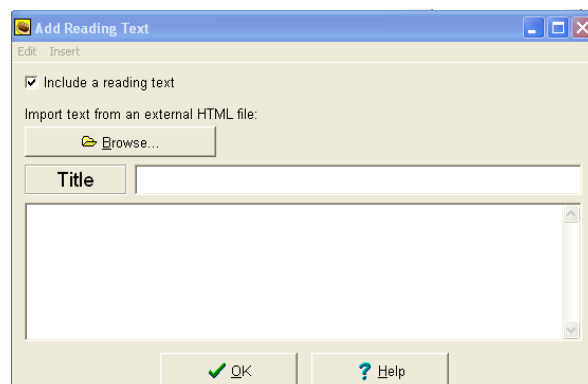 Add Reading Text
Edit Insert
Include a reading text
Import text from an external HTML file:
Browse...
Title
OK
Help